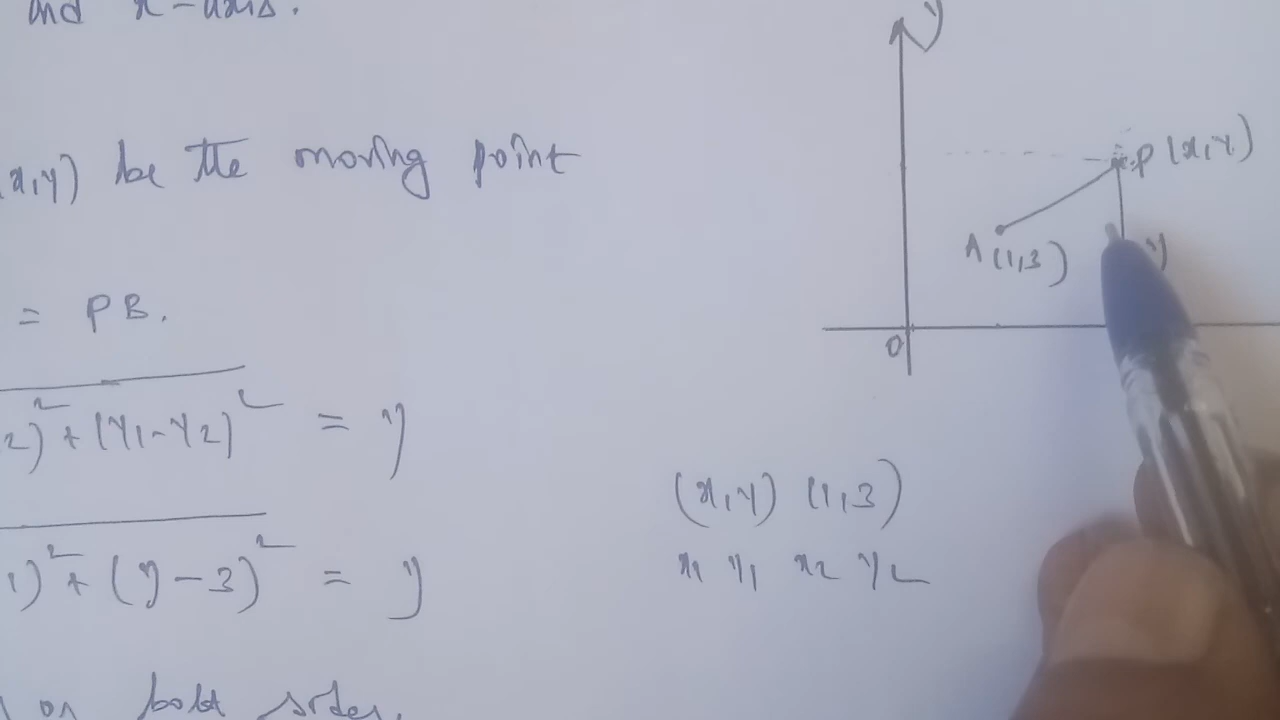 and x-axis.
y
(x,y) be the moving point
P(x,y)
A(1,3)
y
= PB.
0
2)²+(y1-y2)² = y
(x,y) (1,3)
x1 y1 x2 y2
1)²+(y-3)² = y
on both sides.